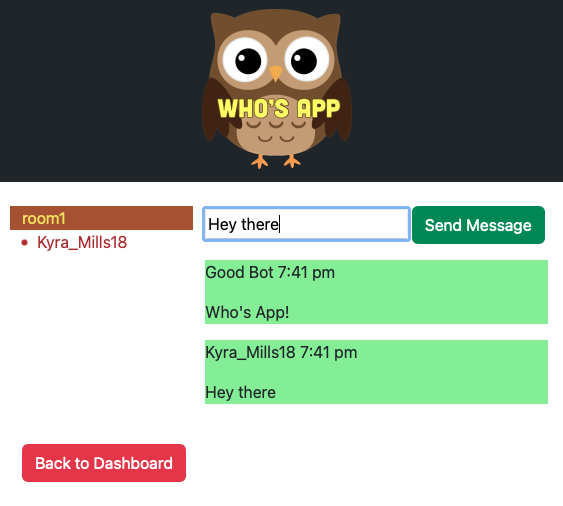 WHO'S APP
room1
Kyra_Mills18
Hey there
Send Message
Good Bot 7:41 pm
Who's App!
Kyra_Mills18 7:41 pm
Hey there
Back to Dashboard